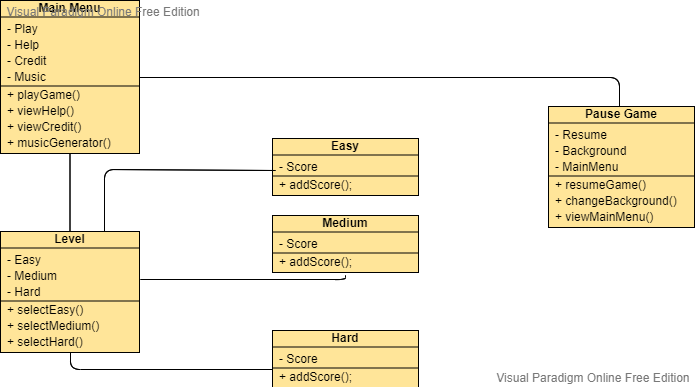 Main Menu
Visual Paradigm Online Free Edition
- Play
- Help
- Credit
- Music
+ playGame()
+ viewHelp()
+ viewCredit()
+ musicGenerator()
Pause Game
- Resume
- Background
- MainMenu
+ resumeGame()
+ changeBackground()
+ viewMainMenu()
Easy
- Score
+ addScore();
Medium
- Score
+ addScore();
Level
- Easy
- Medium
- Hard
+ selectEasy()
+ selectMedium()
+ selectHard()
Hard
- Score
+ addScore();
Visual Paradigm Online Free Edition